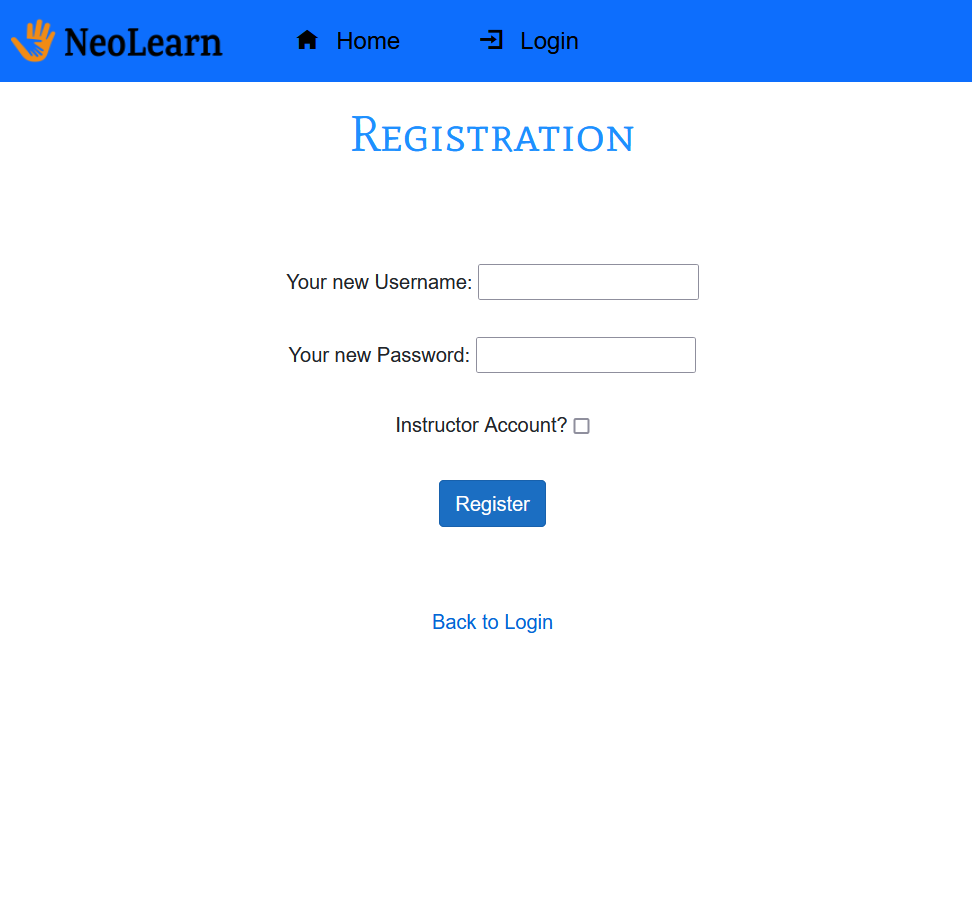 NeoLearn Home Login
Registration
Your new Username:
Your new Password:
Instructor Account?
Register
Back to Login